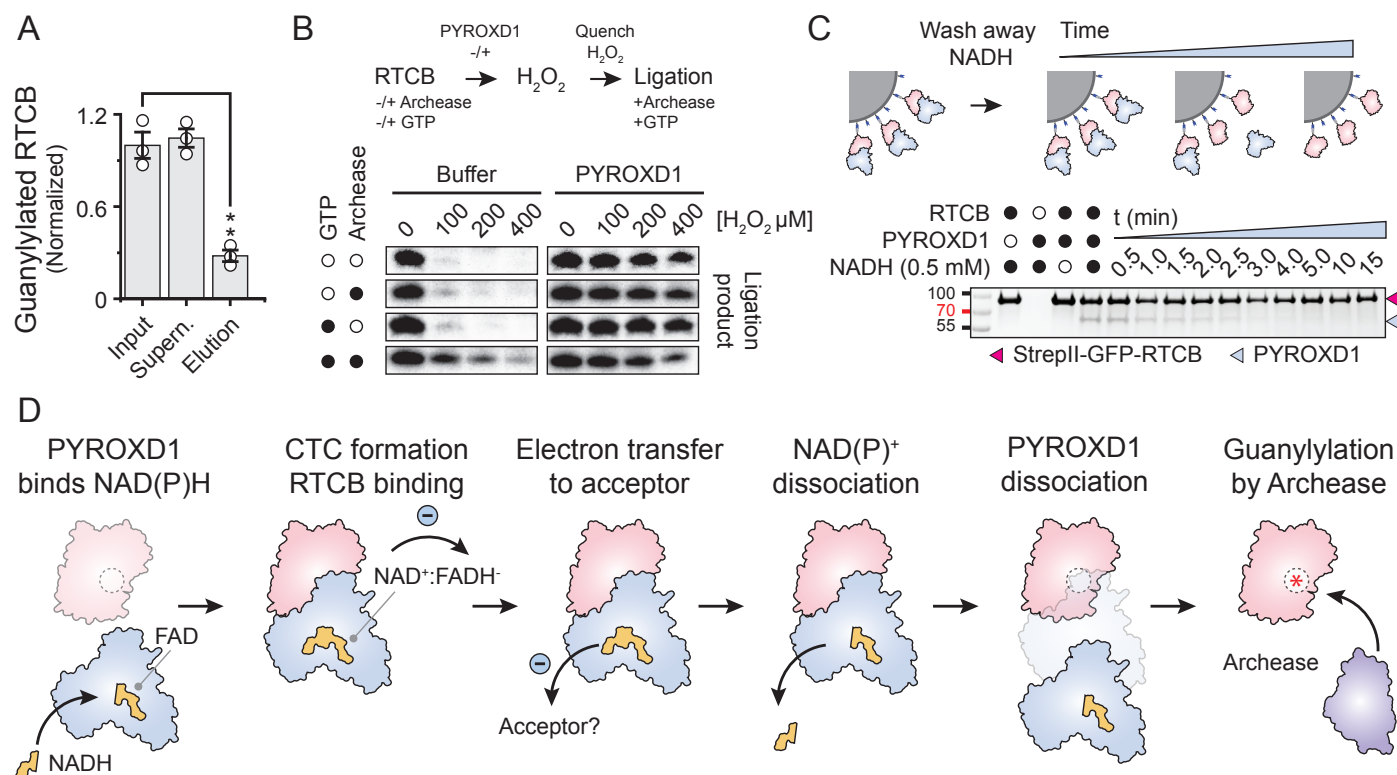 A
Guanylylated RTCB
(Normalized)
1.2
0.6
0
**
Input
Supern.
Elution
B
PYROXD1
-/+
Quench
H₂O₂
RTCB
H₂O₂
Ligation
-/+ Archease
-/+ GTP
+Archease
+GTP
Buffer
PYROXD1
GTP
Archease
0 100 200 400
0 100 200 400
[H₂O₂ µM]
Ligation
product
C
Wash away
NADH
Time
RTCB
PYROXD1
NADH (0.5 mM)
t (min)
0.5 1.0 1.5 2.0 2.5 3.0 4.0 5.0 10 15
100
70
55
StrepII-GFP-RTCB
PYROXD1
D
PYROXD1
binds NAD(P)H
FAD
NADH
CTC formation
RTCB binding
NAD⁺:FADH⁻
Electron transfer
to acceptor
Acceptor?
NAD(P)⁺
dissociation
PYROXD1
dissociation
Guanylylation
by Archease
*
Archease